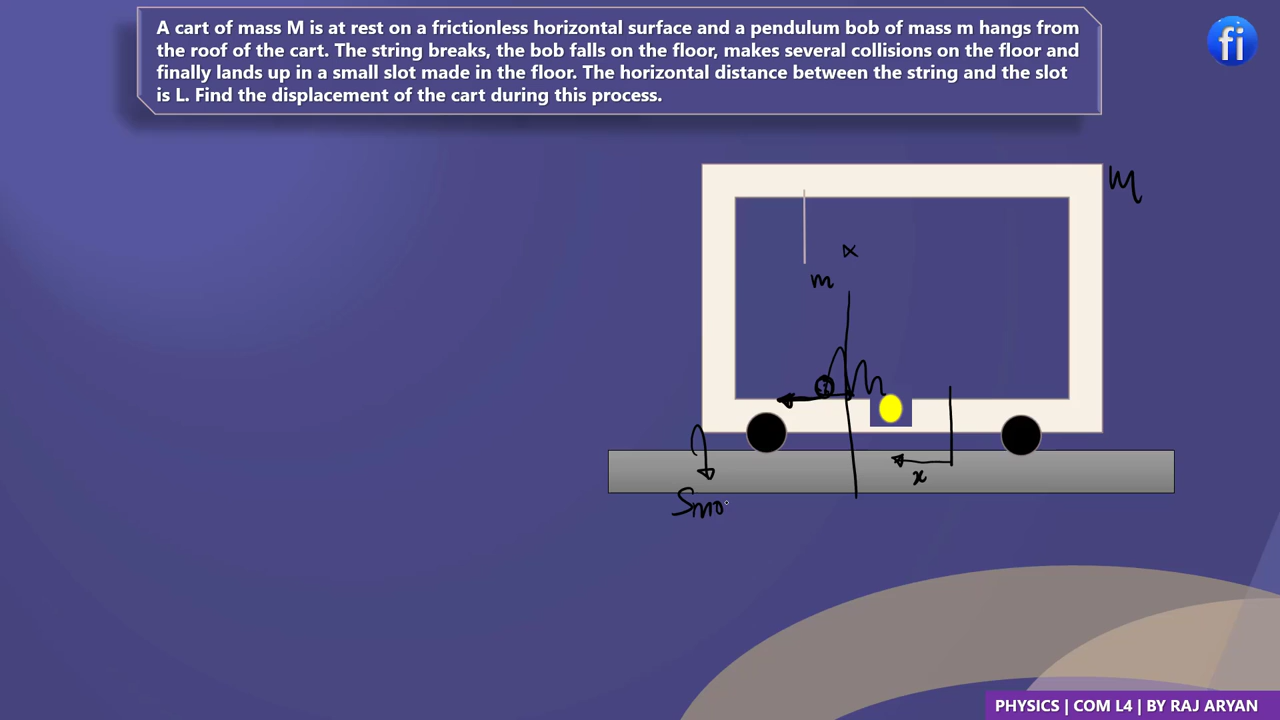 A cart of mass M is at rest on a frictionless horizontal surface and a pendulum bob of mass m hangs from
the roof of the cart. The string breaks, the bob falls on the floor, makes several collisions on the floor and
finally lands up in a small slot made in the floor. The horizontal distance between the string and the slot
is L. Find the displacement of the cart during this process.
fi
M
m
x
Smo
PHYSICS | COM L4 | BY RAJ ARYAN